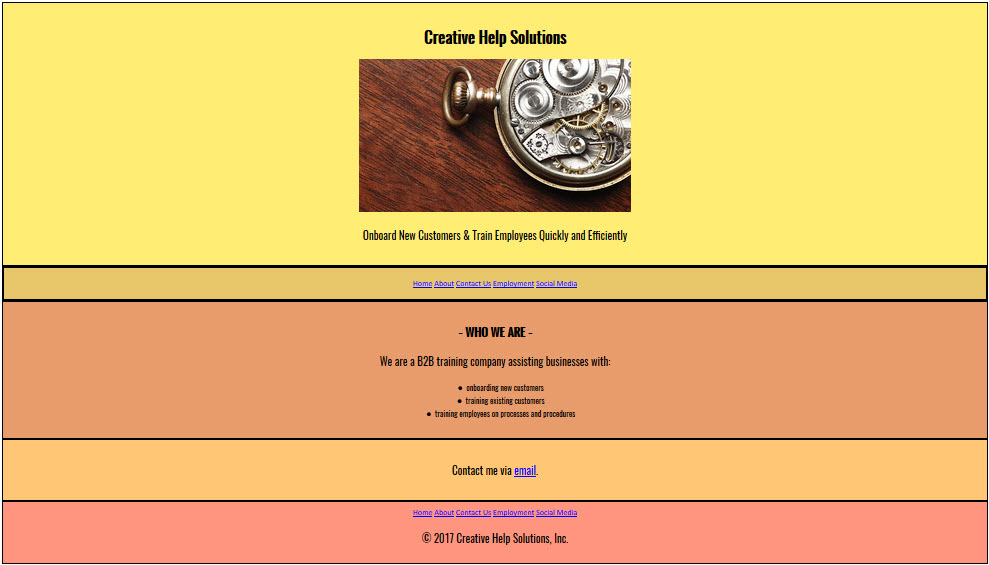 Creative Help Solutions
Onboard New Customers & Train Employees Quickly and Efficiently
Home About Contact Us Employment Social Media
- WHO WE ARE -
We are a B2B training company assisting businesses with:
● onboarding new customers
● training existing customers
● training employees on processes and procedures
Contact me via email.
Home About Contact Us Employment Social Media
© 2017 Creative Help Solutions, Inc.